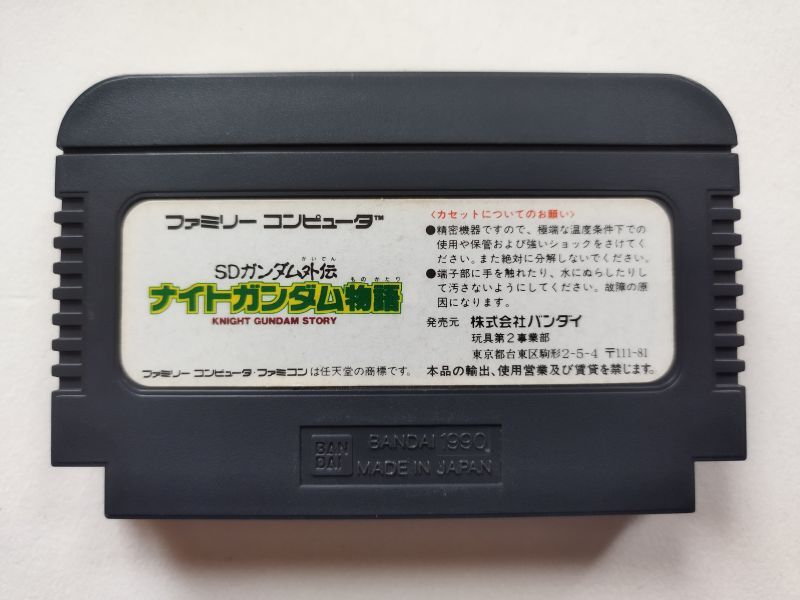 ファミリー コンピュータ™
SDガンダム外伝
がいでん
ナイトガンダム物語
ものがたり
KNIGHT GUNDAM STORY
ファミリー コンピュータ・ファミコンは任天堂の商標です。
〈カセットについてのお願い〉
●精密機器ですので、極端な温度条件下での
使用や保管および強いショックをさけてく
ださい。また絶対に分解しないでください。
●端子部に手を触れたり、水にぬらしたりし
て汚さないようにしてください。故障の原
因になります。
発売元 株式会社バンダイ
玩具第2事業部
東京都台東区駒形2-5-4 〒111-81
本品の輸出、使用営業及び賃貸を禁じます。
BAN
DAI
BANDAI 1990
MADE IN JAPAN